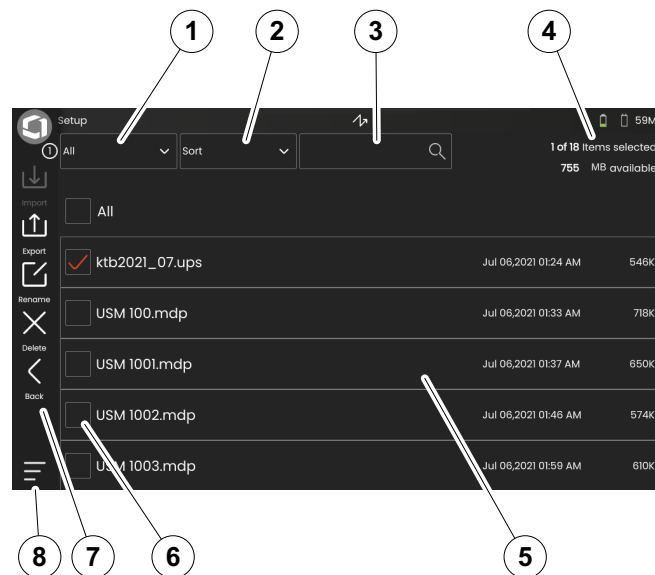 1 2 3 4
Setup 59M
1 All Sort 1 of 18 Items selected
755 MB available
Import
All
Export
ktb2021_07.ups Jul 06,2021 01:24 AM 546K
Rename
USM 100.mdp Jul 06,2021 01:33 AM 718K
Delete
USM 1001.mdp Jul 06,2021 01:37 AM 650K
Back
USM 1002.mdp Jul 06,2021 01:46 AM 574K
USM 1003.mdp Jul 06,2021 01:59 AM 610K
8 7 6 5